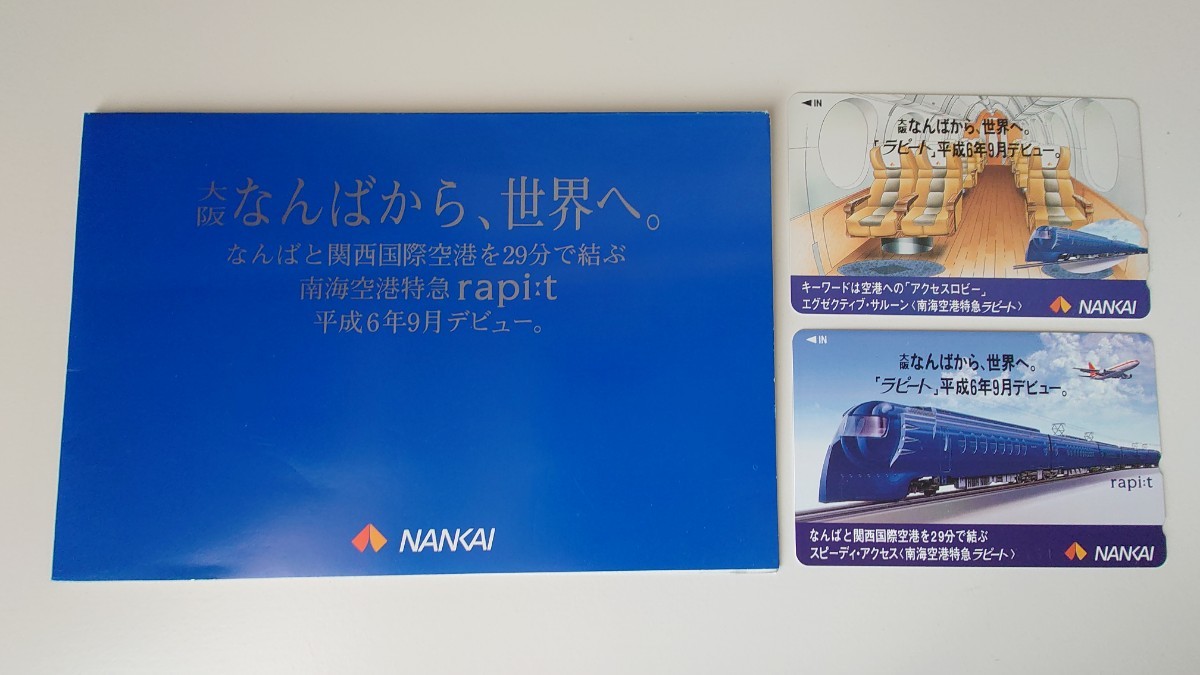 大阪なんばから、世界へ。
なんばと関西国際空港を29分で結ぶ
南海空港特急 rapi:t
平成6年9月デビュー。
NANKAI
◀IN
大阪なんばから、世界へ。
「ラピート」平成6年9月デビュー。
キーワードは空港への「アクセスロビー」
エグゼクティブ・サルーン〈南海空港特急ラピート〉
NANKAI
◀IN
大阪なんばから、世界へ。
「ラピート」平成6年9月デビュー。
rapi:t
なんばと関西国際空港を29分で結ぶ
スピーディ・アクセス〈南海空港特急ラピート〉
NANKAI